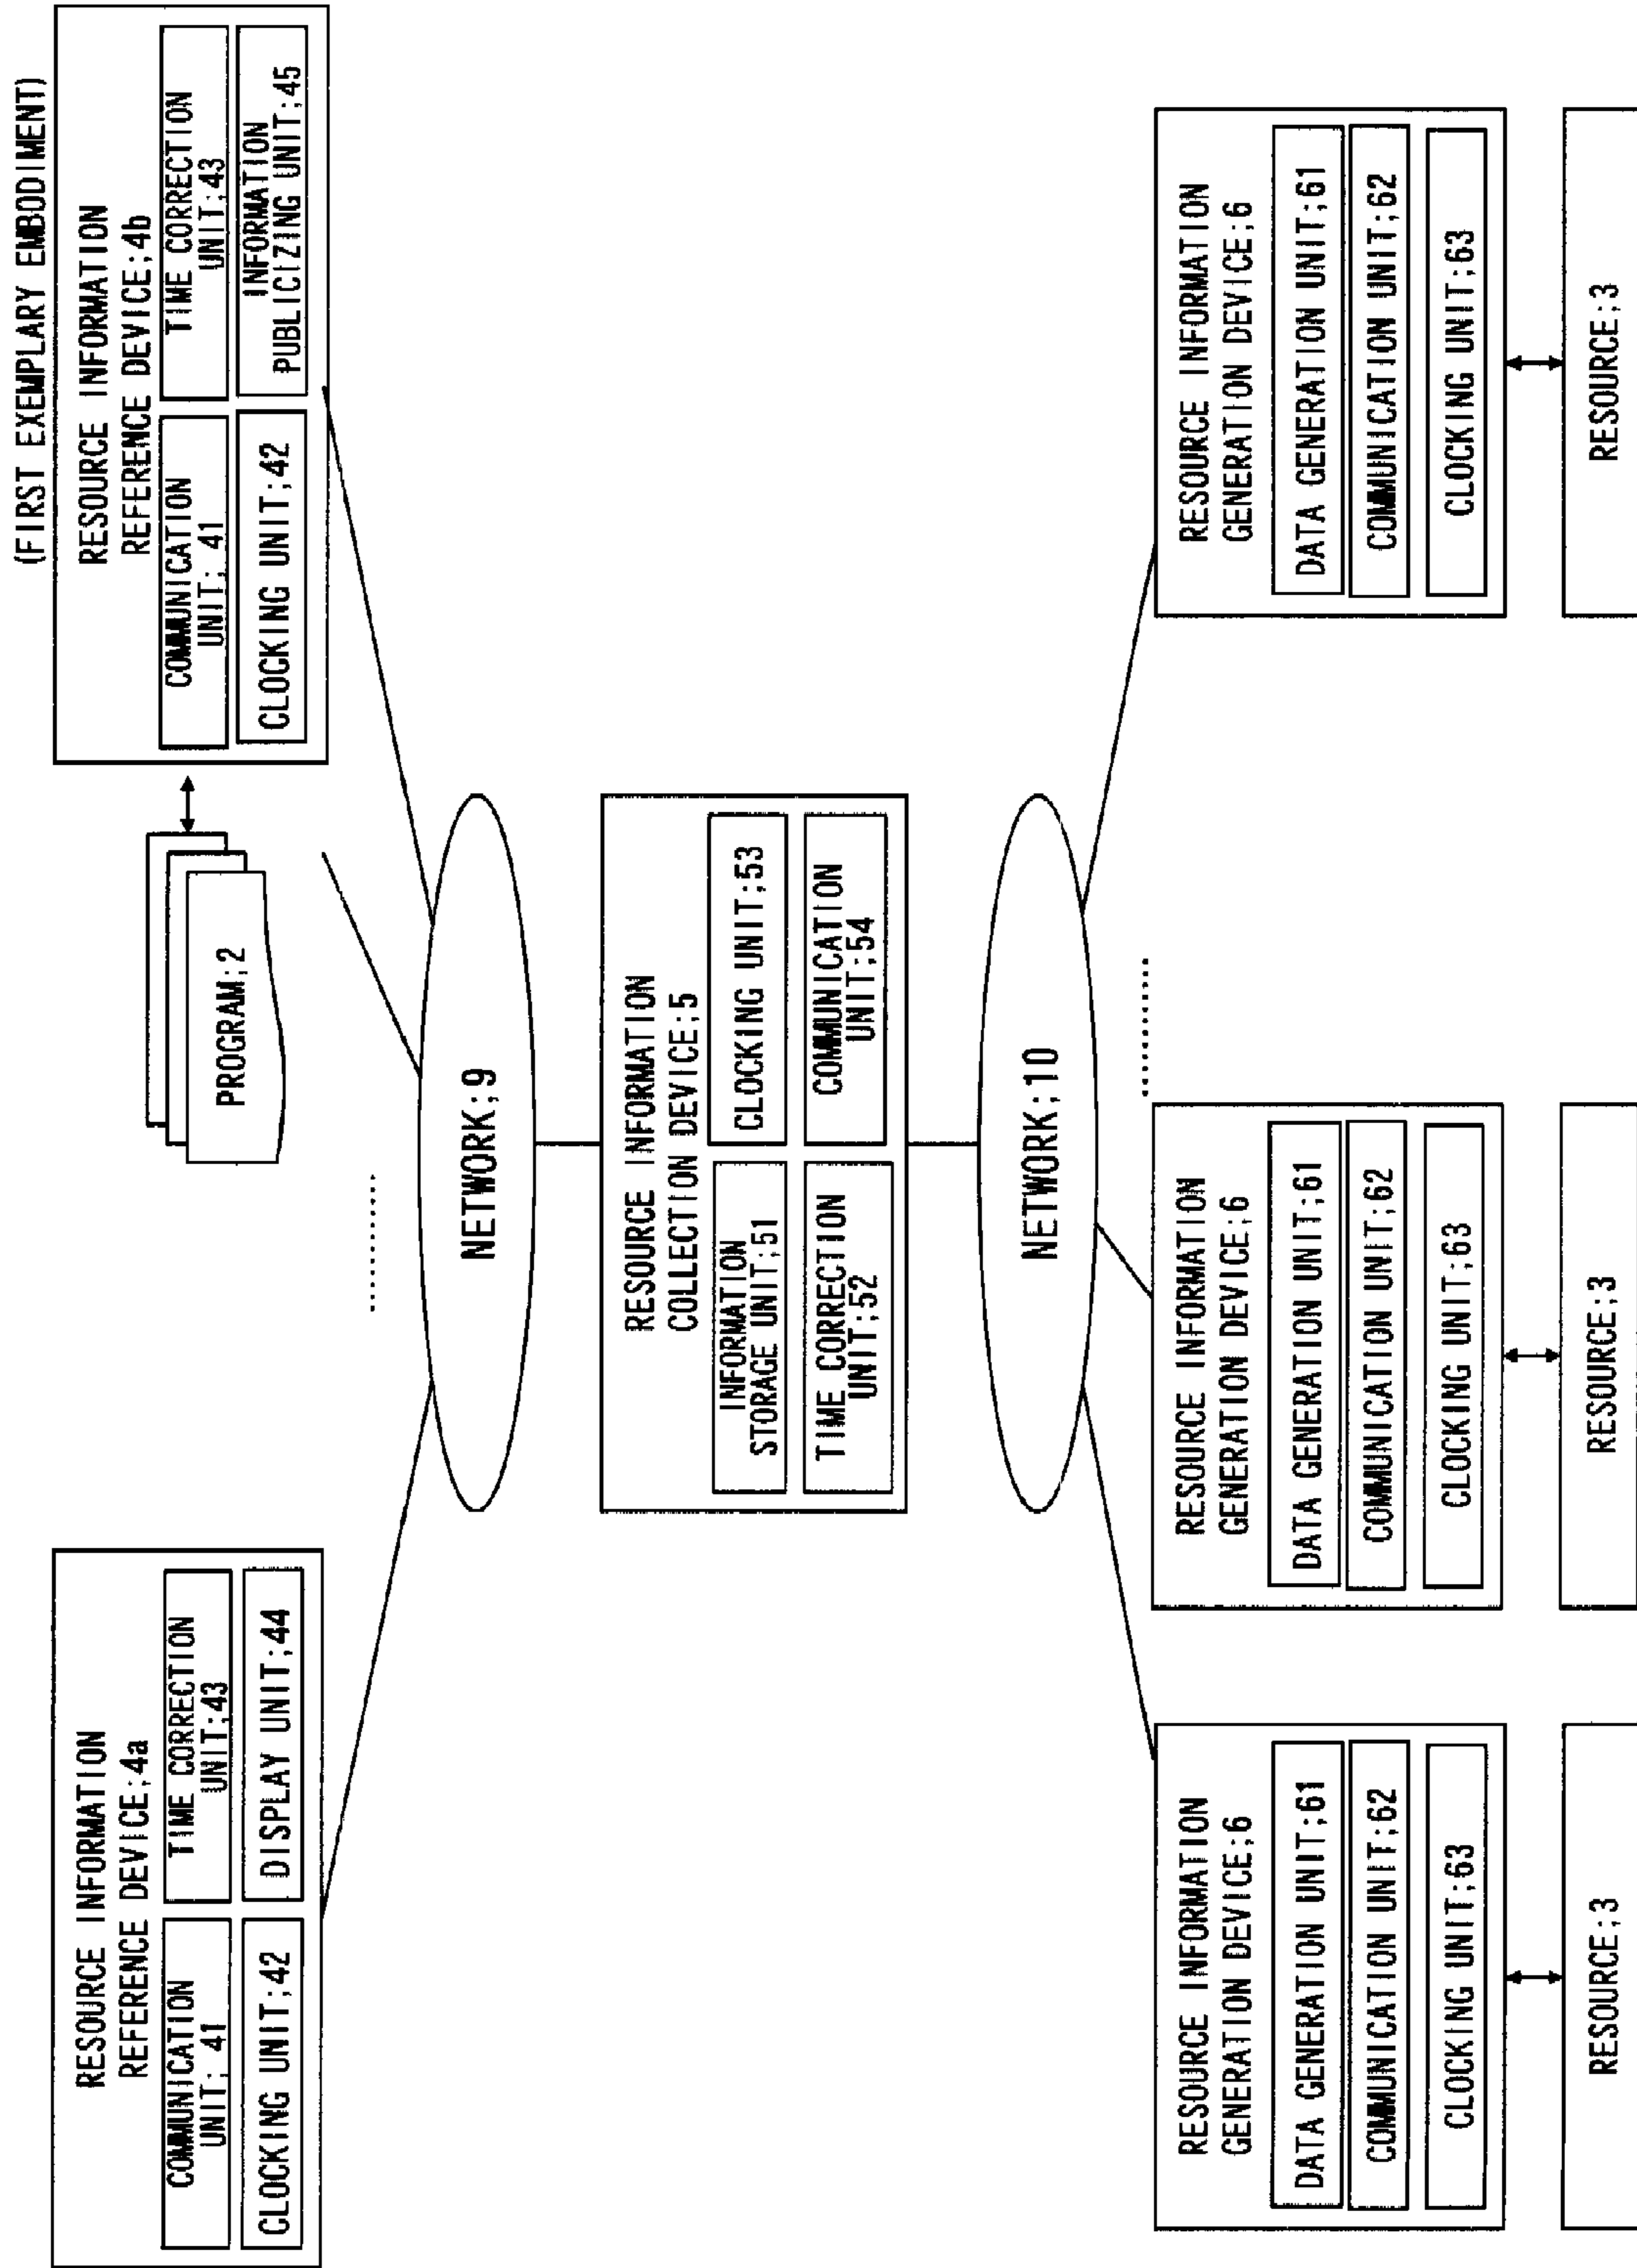 (FIRST EXEMPLARY EMBODIMENT)
RESOURCE INFORMATION
REFERENCE DEVICE;4a
COMMUNICATION
UNIT; 41
TIME CORRECTION
UNIT;43
CLOCKING UNIT;42
DISPLAY UNIT;44
.........
PROGRAM;2
RESOURCE INFORMATION
REFERENCE DEVICE;4b
COMMUNICATION
UNIT; 41
TIME CORRECTION
UNIT;43
CLOCKING UNIT;42
INFORMATION
PUBLICIZING UNIT;45
NETWORK;9
RESOURCE INFORMATION
COLLECTION DEVICE;5
INFORMATION
STORAGE UNIT;51
CLOCKING UNIT;53
TIME CORRECTION
UNIT;52
COMMUNICATION
UNIT;54
NETWORK;10
RESOURCE INFORMATION
GENERATION DEVICE;6
DATA GENERATION UNIT;61
COMMUNICATION UNIT;62
CLOCKING UNIT;63
RESOURCE;3
RESOURCE INFORMATION
GENERATION DEVICE;6
DATA GENERATION UNIT;61
COMMUNICATION UNIT;62
CLOCKING UNIT;63
RESOURCE;3
.........
RESOURCE INFORMATION
GENERATION DEVICE;6
DATA GENERATION UNIT;61
COMMUNICATION UNIT;62
CLOCKING UNIT;63
RESOURCE;3